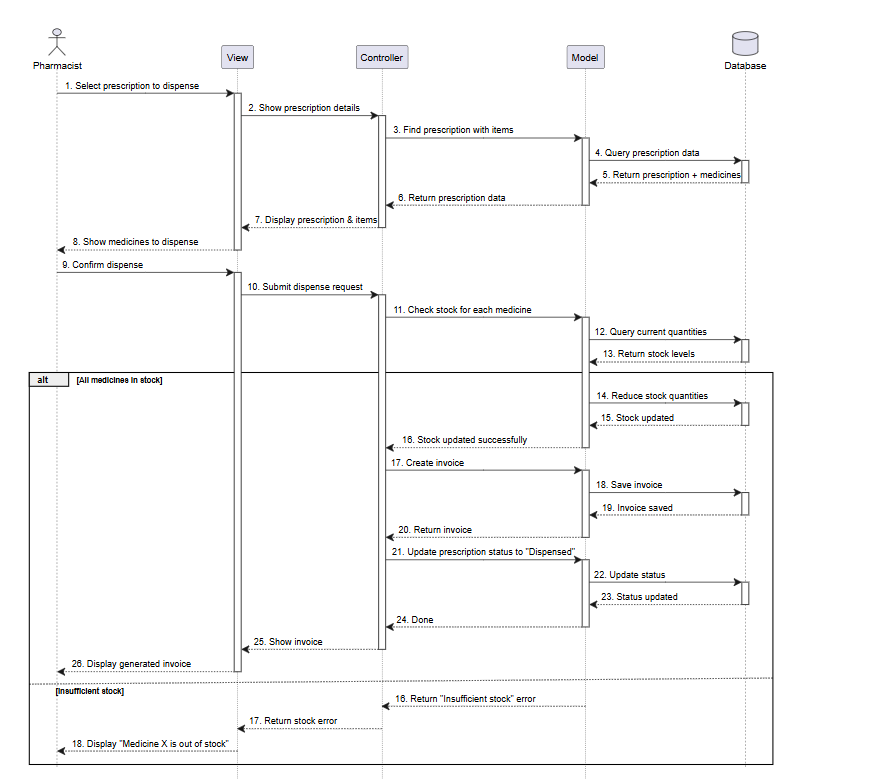 Pharmacist
View
Controller
Model
Database
1. Select prescription to dispense
2. Show prescription details
3. Find prescription with items
4. Query prescription data
5. Return prescription + medicines
6. Return prescription data
7. Display prescription & items
8. Show medicines to dispense
9. Confirm dispense
10. Submit dispense request
11. Check stock for each medicine
12. Query current quantities
13. Return stock levels
alt
[All medicines in stock]
14. Reduce stock quantities
15. Stock updated
16. Stock updated successfully
17. Create invoice
18. Save invoice
19. Invoice saved
20. Return invoice
21. Update prescription status to "Dispensed"
22. Update status
23. Status updated
24. Done
25. Show invoice
26. Display generated invoice
[Insufficient stock]
16. Return "Insufficient stock" error
17. Return stock error
18. Display "Medicine X is out of stock"